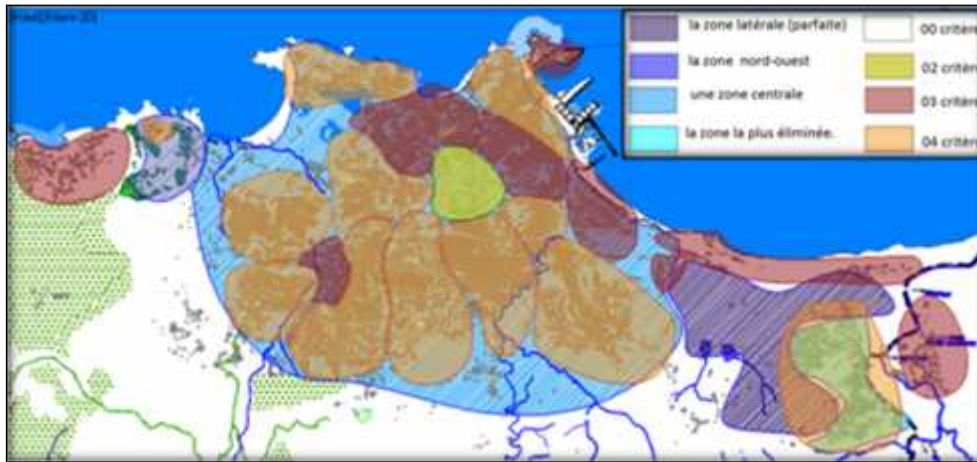 la zone latérale (parfaite)
00 critère
la zone nord-ouest
02 critère
une zone centrale
03 critère
la zone la plus éliminée.
04 critère